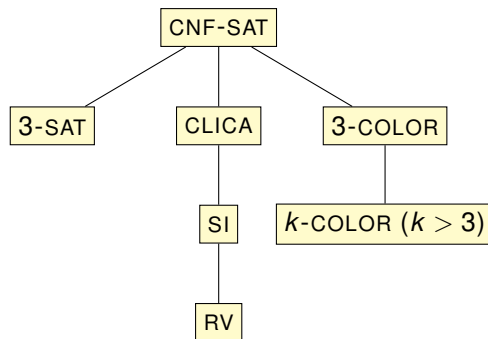 CNF-SAT
3-SAT
CLICA
3-COLOR
SI
k-COLOR (k > 3)
RV